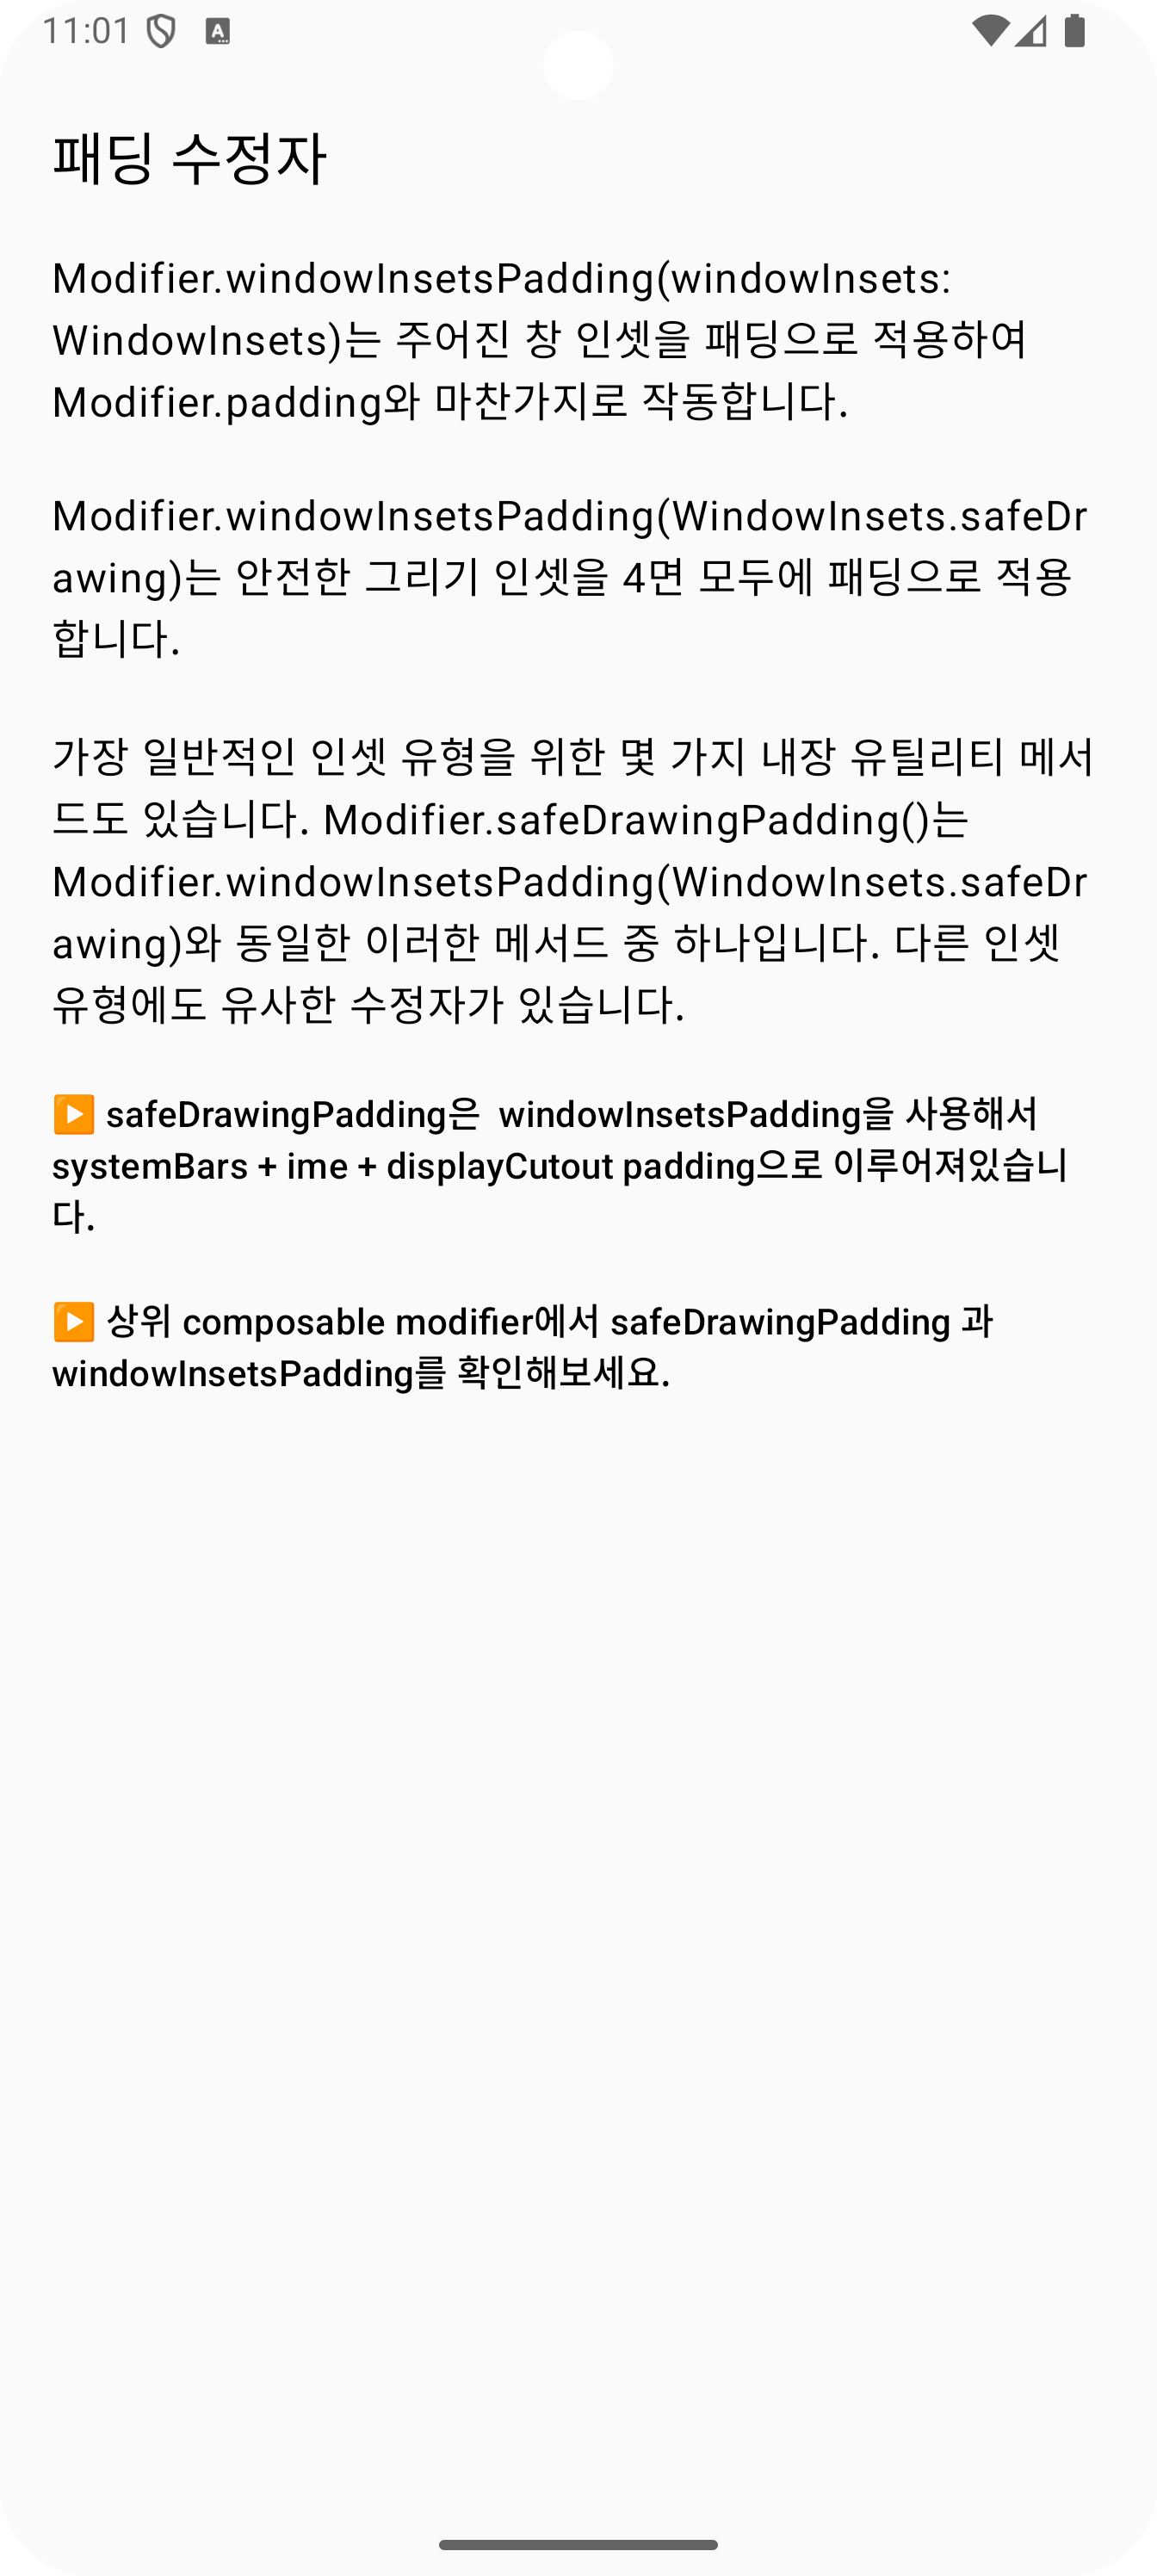 11:01
패딩 수정자
Modifier.windowInsetsPadding(windowInsets:
WindowInsets)는 주어진 창 인셋을 패딩으로 적용하여
Modifier.padding와 마찬가지로 작동합니다.
Modifier.windowInsetsPadding(WindowInsets.safeDr
awing)는 안전한 그리기 인셋을 4면 모두에 패딩으로 적용
합니다.
가장 일반적인 인셋 유형을 위한 몇 가지 내장 유틸리티 메서
드도 있습니다. Modifier.safeDrawingPadding()는
Modifier.windowInsetsPadding(WindowInsets.safeDr
awing)와 동일한 이러한 메서드 중 하나입니다. 다른 인셋
유형에도 유사한 수정자가 있습니다.
▶️ safeDrawingPadding은  windowInsetsPadding을 사용해서
systemBars + ime + displayCutout padding으로 이루어져있습니
다.
▶️ 상위 composable modifier에서 safeDrawingPadding 과
windowInsetsPadding를 확인해보세요.